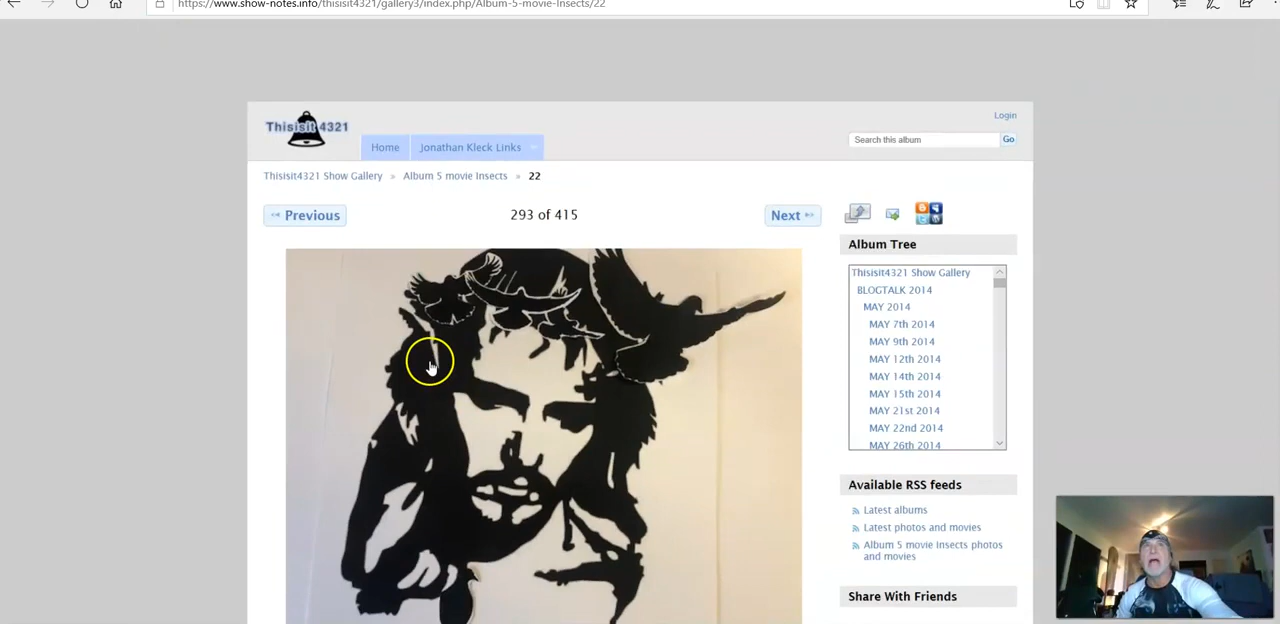 https://www.show-notes.info/thisisit4321/gallery3/index.php/Album-5-movie-Insects/22
Thisisit 4321
Login
Home
Jonathan Kleck Links
Search this album
Go
Thisisit4321 Show Gallery » Album 5 movie Insects » 22
Previous
293 of 415
Next
Album Tree
Thisisit4321 Show Gallery
BLOGTALK 2014
MAY 2014
MAY 7th 2014
MAY 9th 2014
MAY 12th 2014
MAY 14th 2014
MAY 15th 2014
MAY 21st 2014
MAY 22nd 2014
MAY 26th 2014
Available RSS feeds
Latest albums
Latest photos and movies
Album 5 movie Insects photos
and movies
Share With Friends